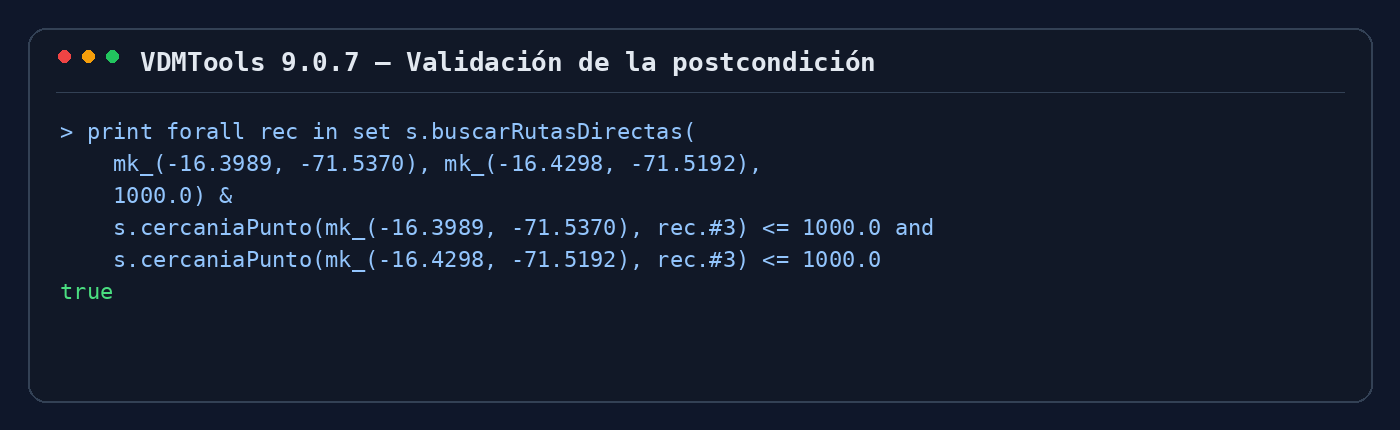 VDMTools 9.0.7 — Validación de la postcondición
> print forall rec in set s.buscarRutasDirectas(
mk_(-16.3989, -71.5370), mk_(-16.4298, -71.5192),
1000.0) &
s.cercaniaPunto(mk_(-16.3989, -71.5370), rec.#3) <= 1000.0 and
s.cercaniaPunto(mk_(-16.4298, -71.5192), rec.#3) <= 1000.0
true